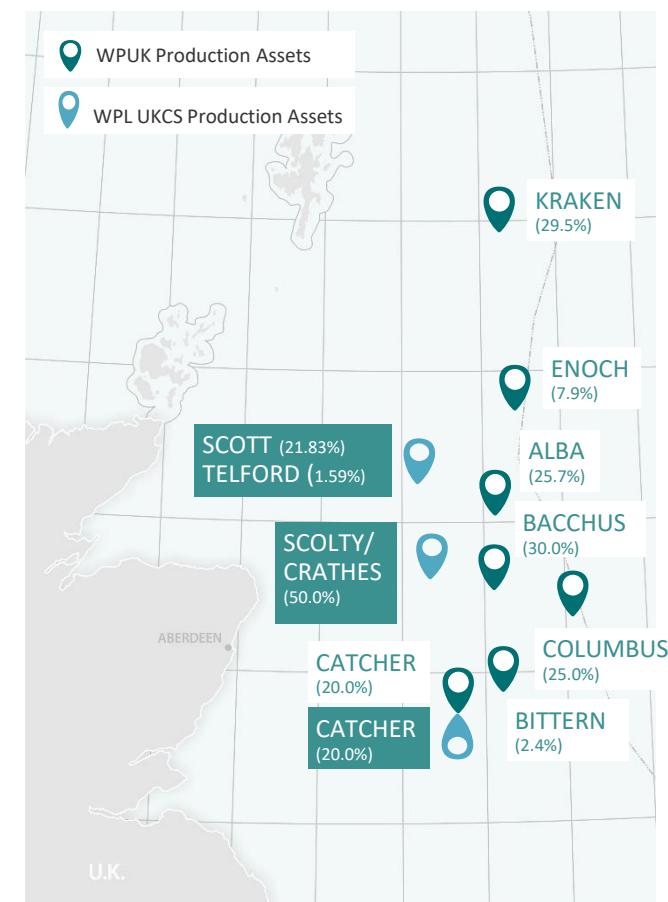 WPUK Production Assets
WPL UKCS Production Assets
KRAKEN
(29.5%)
ENOCH
(7.9%)
SCOTT (21.83%)
TELFORD (1.59%)
ALBA
(25.7%)
BACCHUS
(30.0%)
SCOLTY/
CRATHES
(50.0%)
ABERDEEN
COLUMBUS
(25.0%)
CATCHER
(20.0%)
CATCHER
(20.0%)
BITTERN
(2.4%)
U.K.